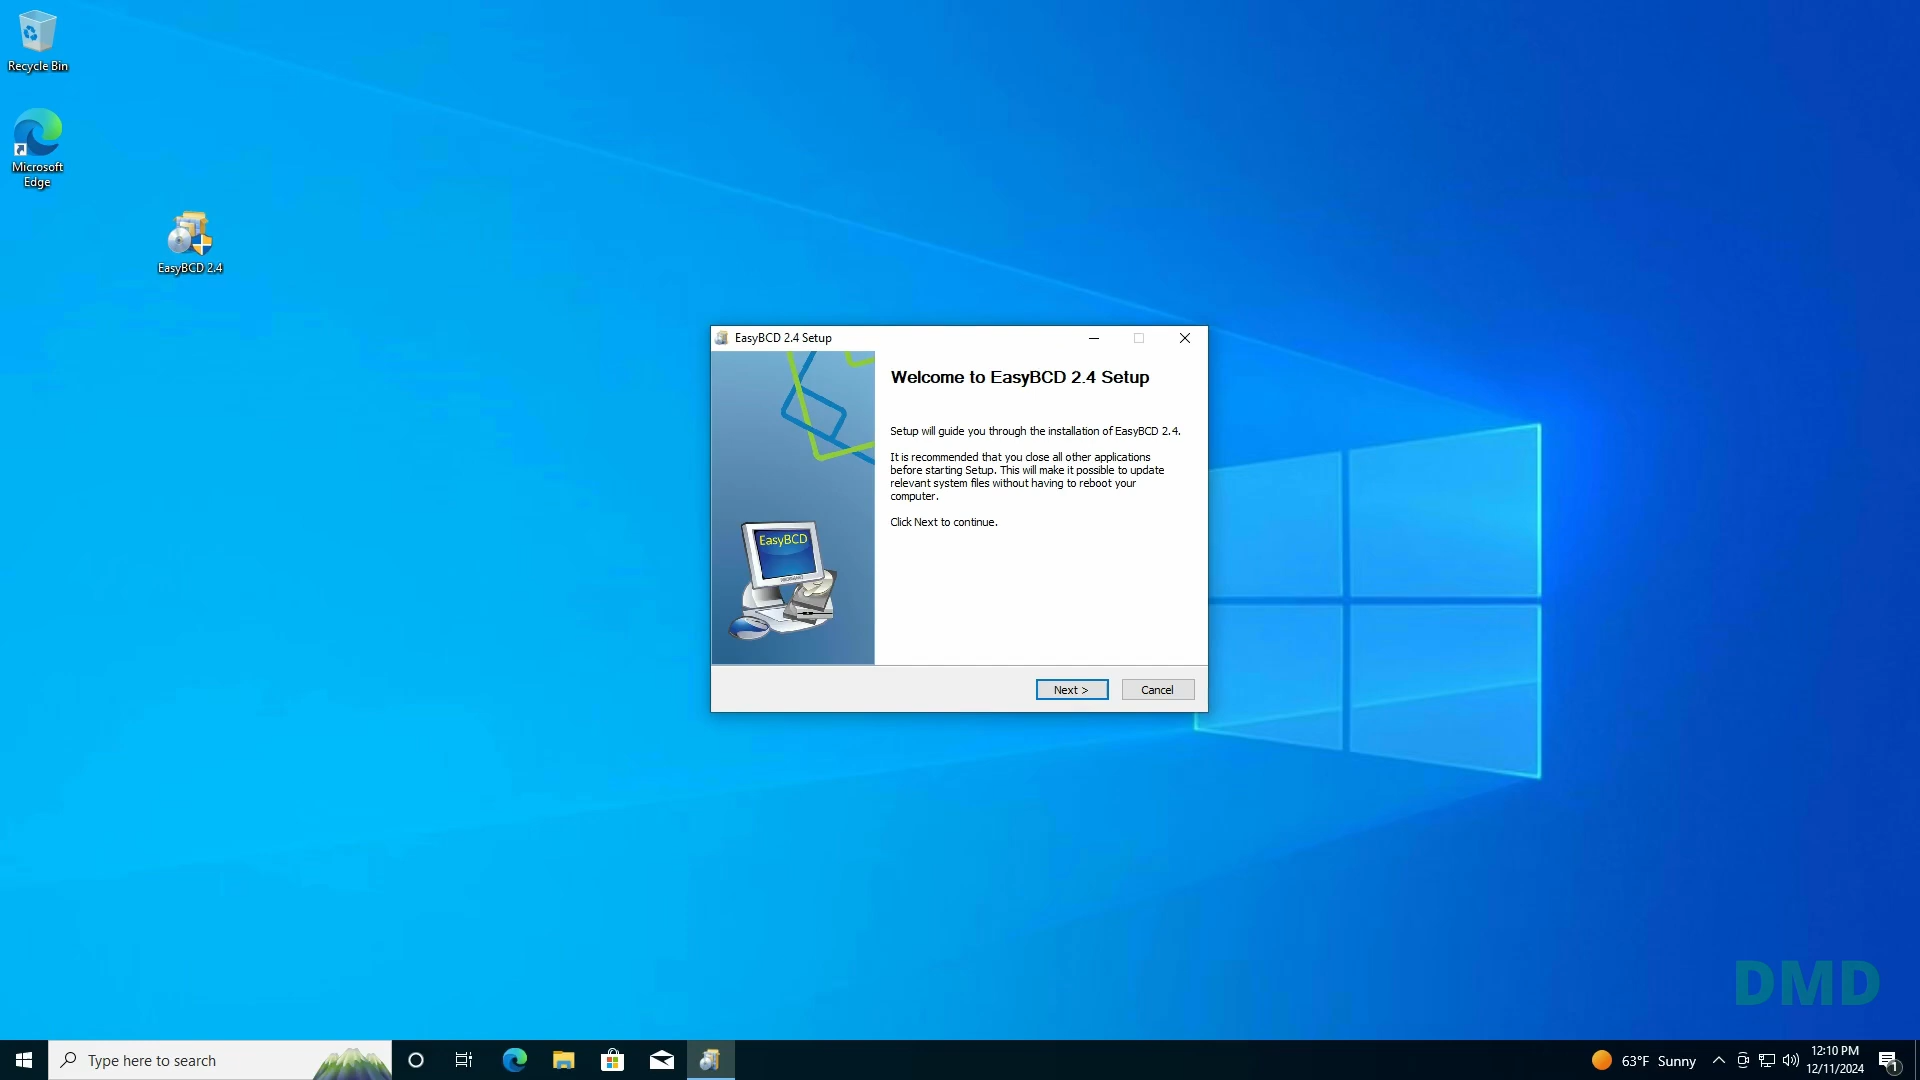 Recycle Bin
Microsoft
Edge
EasyBCD 2.4
EasyBCD 2.4 Setup
Welcome to EasyBCD 2.4 Setup
Setup will guide you through the installation of EasyBCD 2.4.
It is recommended that you close all other applications
before starting Setup. This will make it possible to update
relevant system files without having to reboot your
computer.
Click Next to continue.
EasyBCD
Next >
Cancel
DMD
Type here to search
63°F Sunny
12:10 PM
12/11/2024
1